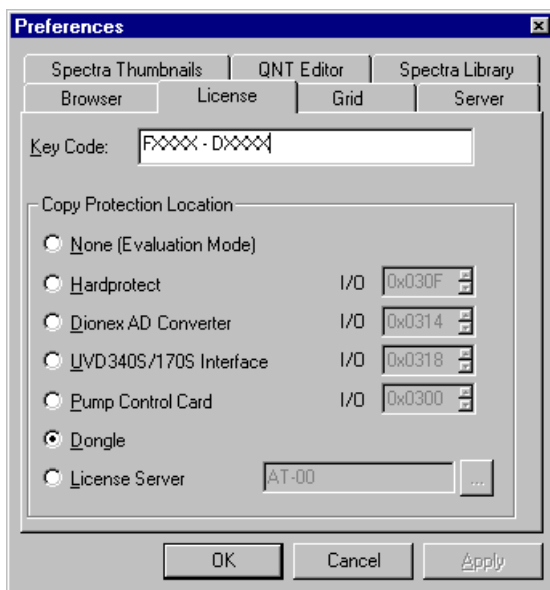 Preferences
Spectra Thumbnails QNT Editor Spectra Library
Browser License Grid Server
Key Code: FXXXX - DXXXX
Copy Protection Location
None (Evaluation Mode)
Hardprotect I/O 0x030F
Dionex AD Converter I/O 0x0314
UVD340S/170S Interface I/O 0x0318
Pump Control Card I/O 0x0300
Dongle
License Server AT-00 ...
OK Cancel Apply